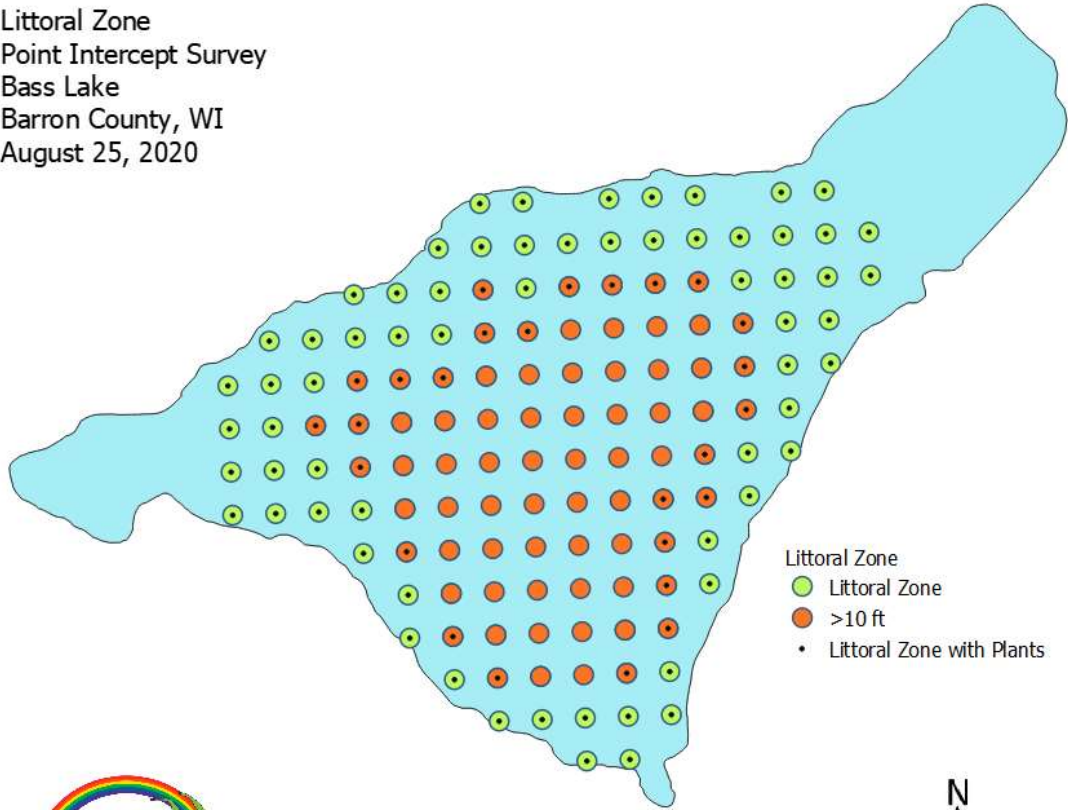 Littoral Zone
Point Intercept Survey
Bass Lake
Barron County, WI
August 25, 2020
Littoral Zone
Littoral Zone
>10 ft
Littoral Zone with Plants
N